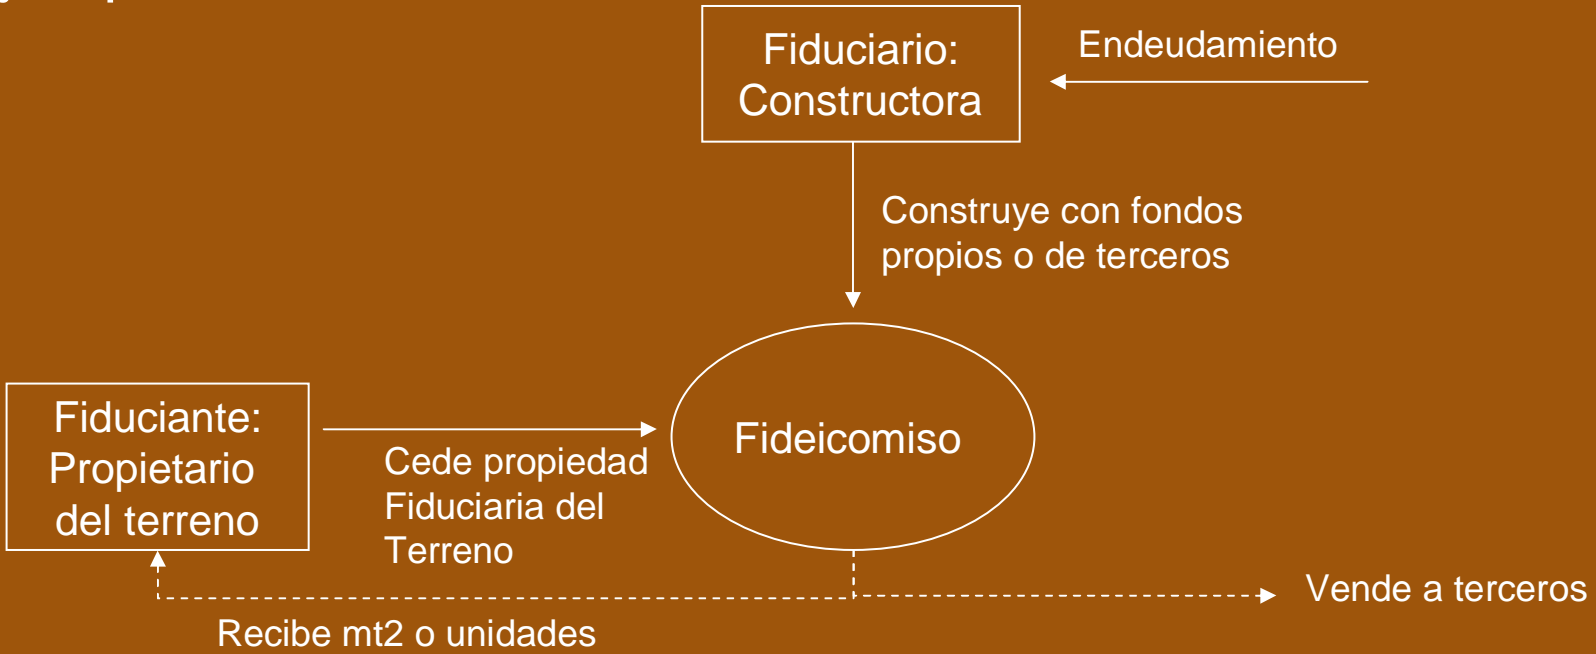 Fiduciario:
Constructora
Endeudamiento
Construye con fondos
propios o de terceros
Fiduciante:
Propietario
del terreno
Cede propiedad
Fiduciaria del
Terreno
Fideicomiso
Vende a terceros
Recibe mt2 o unidades